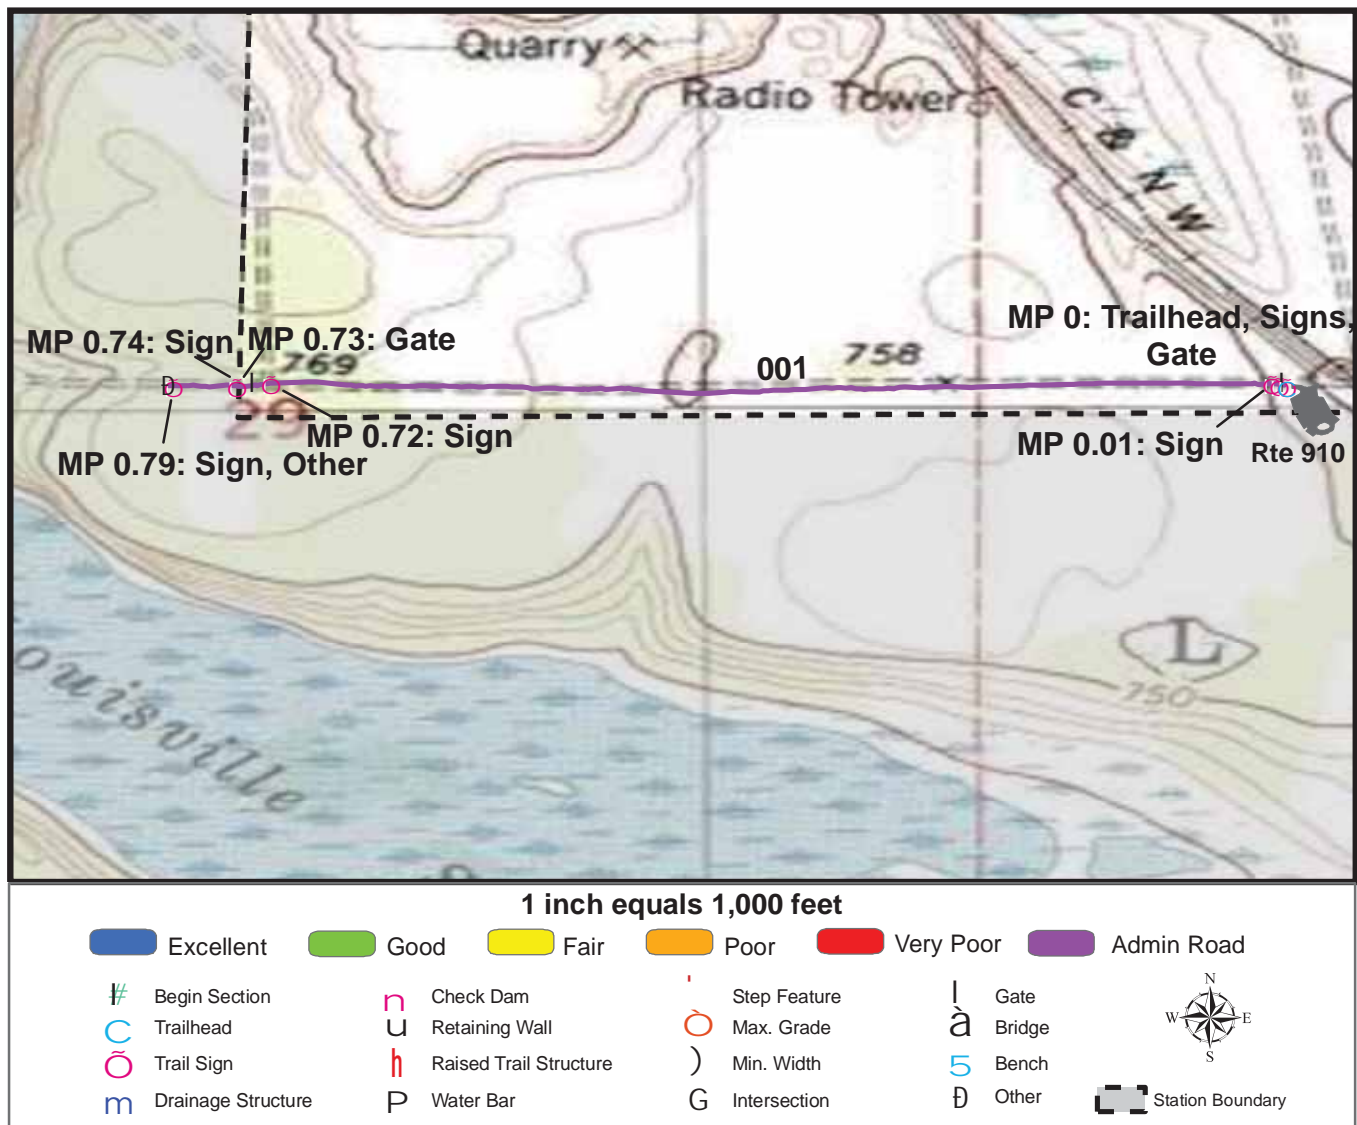 Quarry
Radio Tower
C & N W
MP 0: Trailhead, Signs,
Gate
MP 0.74: Sign
MP 0.73: Gate
769
758
001
29
MP 0.72: Sign
MP 0.79: Sign, Other
MP 0.01: Sign
Rte 910
L
750
ouisville
1 inch equals 1,000 feet
Excellent
Good
Fair
Poor
Very Poor
Admin Road
Begin Section
n Check Dam
Step Feature
l Gate
C Trailhead
u Retaining Wall
Ò Max. Grade
à Bridge
Õ Trail Sign
h Raised Trail Structure
) Min. Width
5 Bench
m Drainage Structure
P Water Bar
G Intersection
Đ Other
N
W E
S
Station Boundary